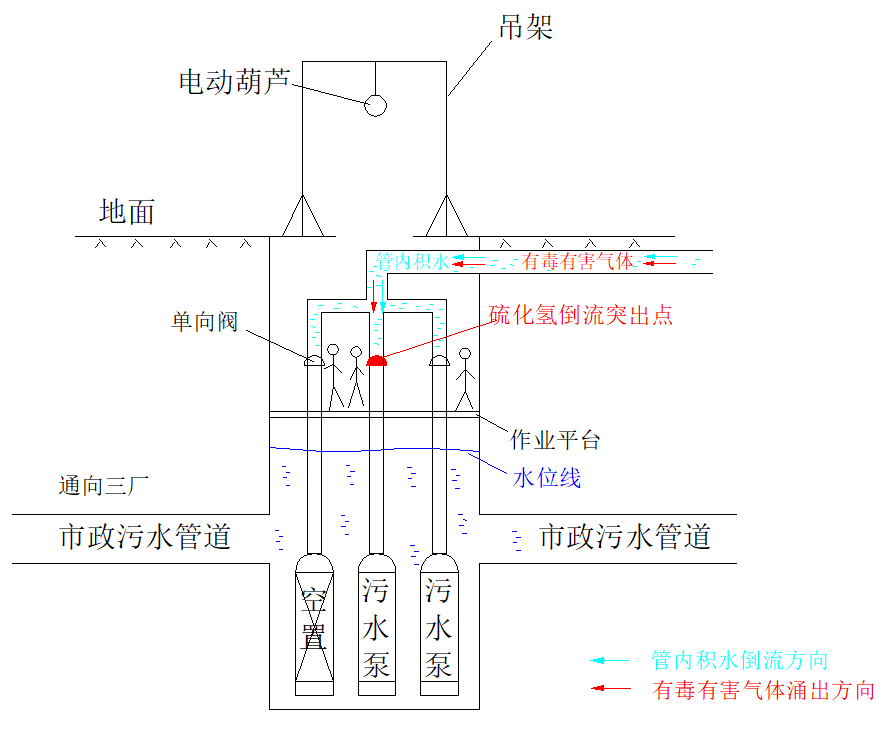 吊架
电动葫芦
地面
管内积水
有毒有害气体
单向阀
硫化氢倒流突出点
作业平台
水位线
通向三厂
市政污水管道
市政污水管道
空置
污水泵
污水泵
管内积水倒流方向
有毒有害气体涌出方向